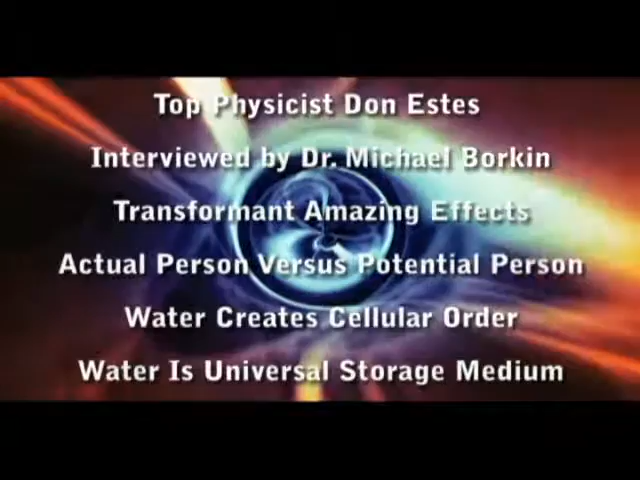 Top Physicist Don Estes
Interviewed by Dr. Michael Borkin
Transformant Amazing Effects
Actual Person Versus Potential Person
Water Creates Cellular Order
Water Is Universal Storage Medium